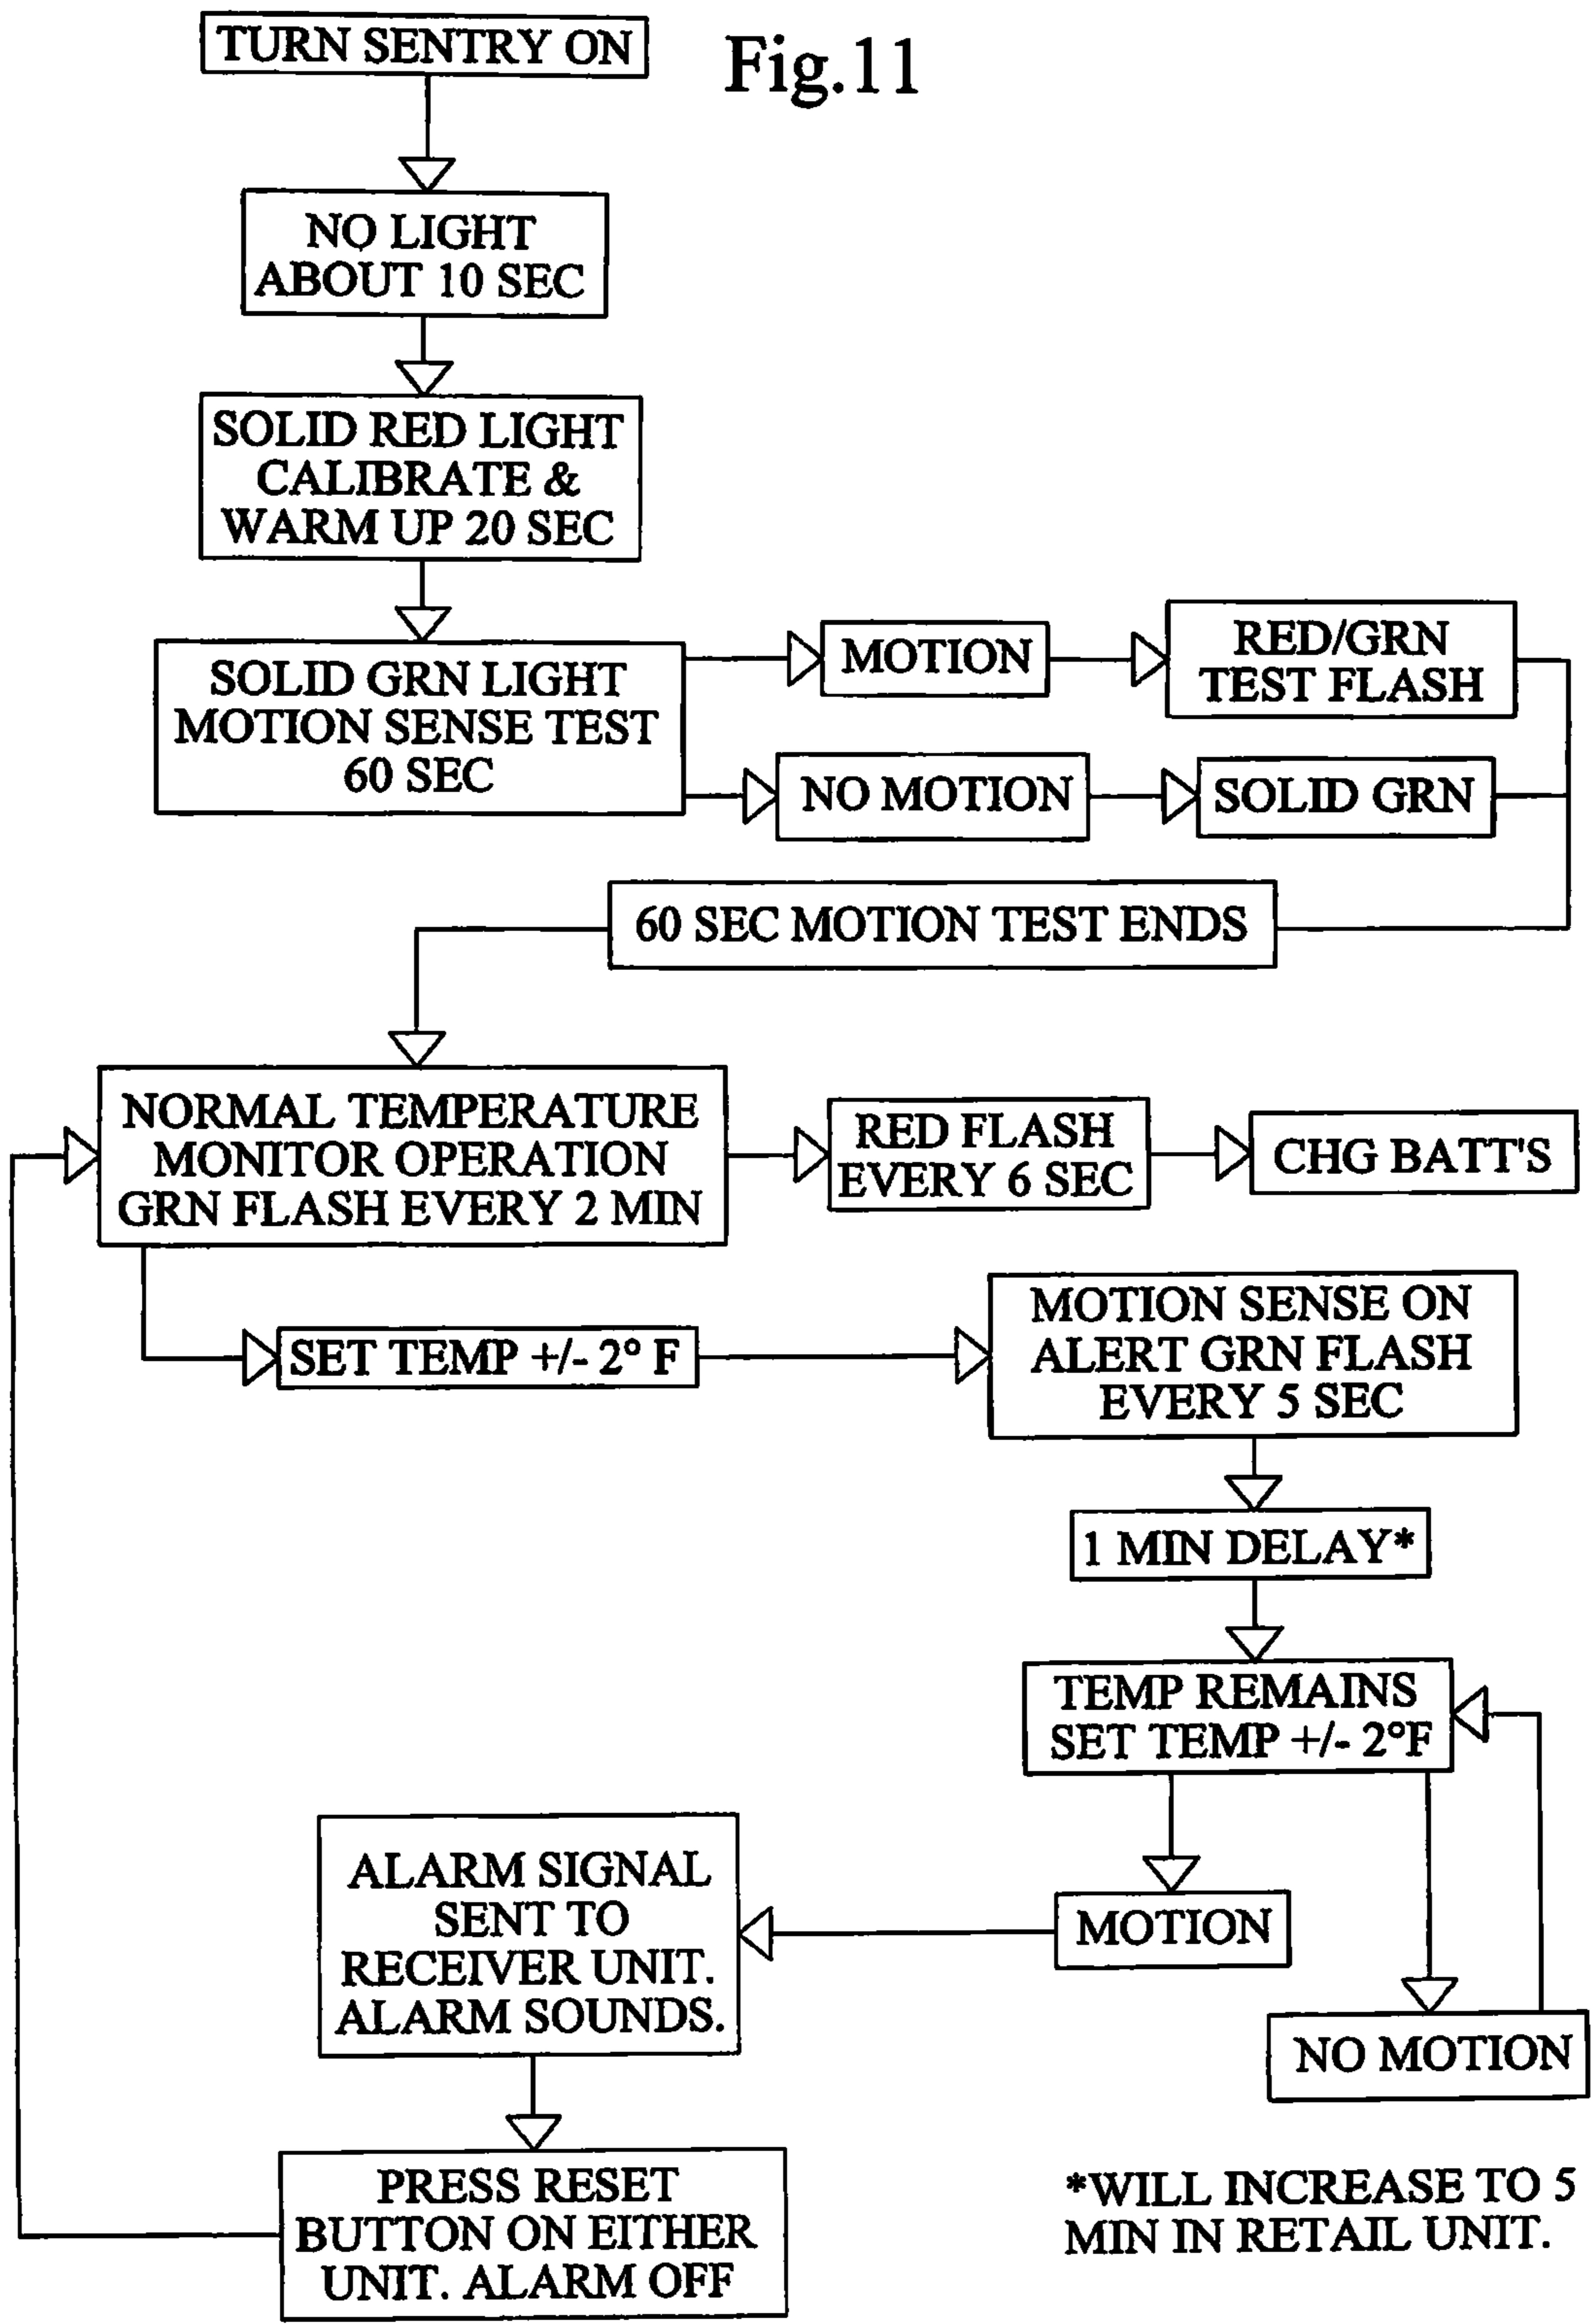 TURN SENTRY ON
Fig.11
NO LIGHT
ABOUT 10 SEC
SOLID RED LIGHT
CALIBRATE &
WARM UP 20 SEC
SOLID GRN LIGHT
MOTION SENSE TEST
60 SEC
MOTION
RED/GRN
TEST FLASH
NO MOTION
SOLID GRN
60 SEC MOTION TEST ENDS
NORMAL TEMPERATURE
MONITOR OPERATION
GRN FLASH EVERY 2 MIN
RED FLASH
EVERY 6 SEC
CHG BATT'S
SET TEMP +/- 2° F
MOTION SENSE ON
ALERT GRN FLASH
EVERY 5 SEC
1 MIN DELAY*
TEMP REMAINS
SET TEMP +/- 2°F
MOTION
NO MOTION
ALARM SIGNAL
SENT TO
RECEIVER UNIT.
ALARM SOUNDS.
PRESS RESET
BUTTON ON EITHER
UNIT. ALARM OFF
*WILL INCREASE TO 5
MIN IN RETAIL UNIT.